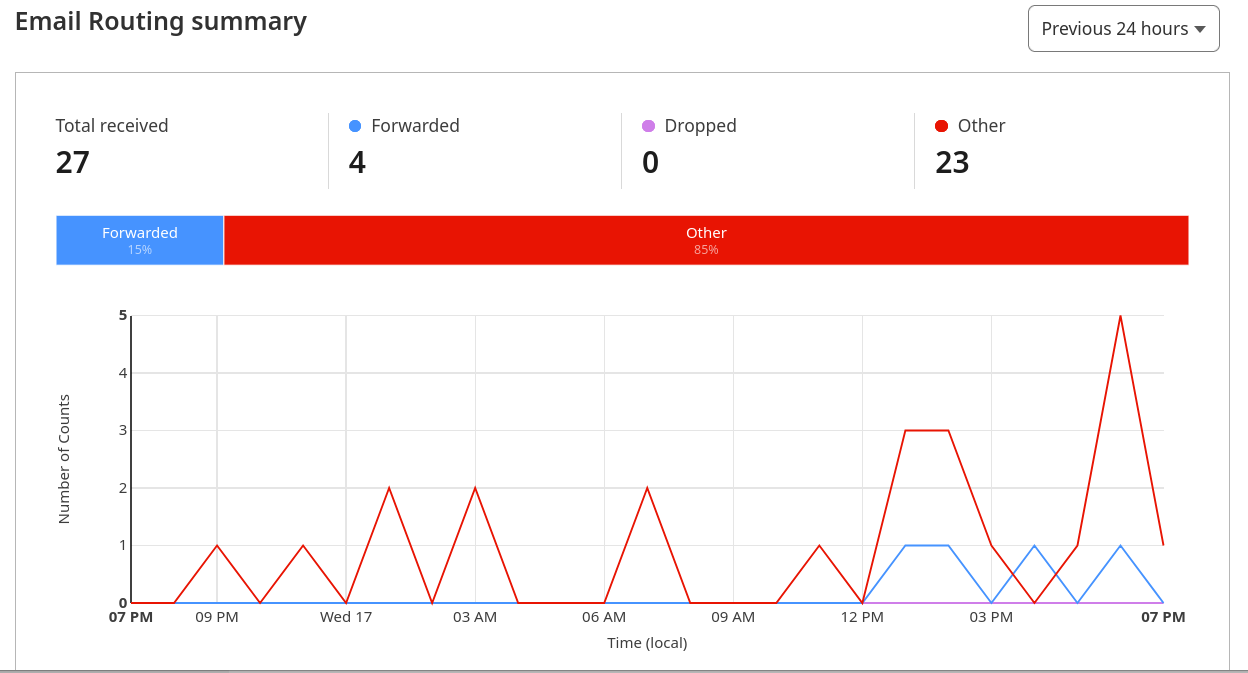 Email Routing summary
Previous 24 hours
Total received
27
Forwarded
4
Dropped
0
Other
23
Forwarded
15%
Other
85%
5
4
3
2
1
0
Number of Counts
07 PM
09 PM
Wed 17
03 AM
06 AM
09 AM
12 PM
03 PM
07 PM
Time (local)